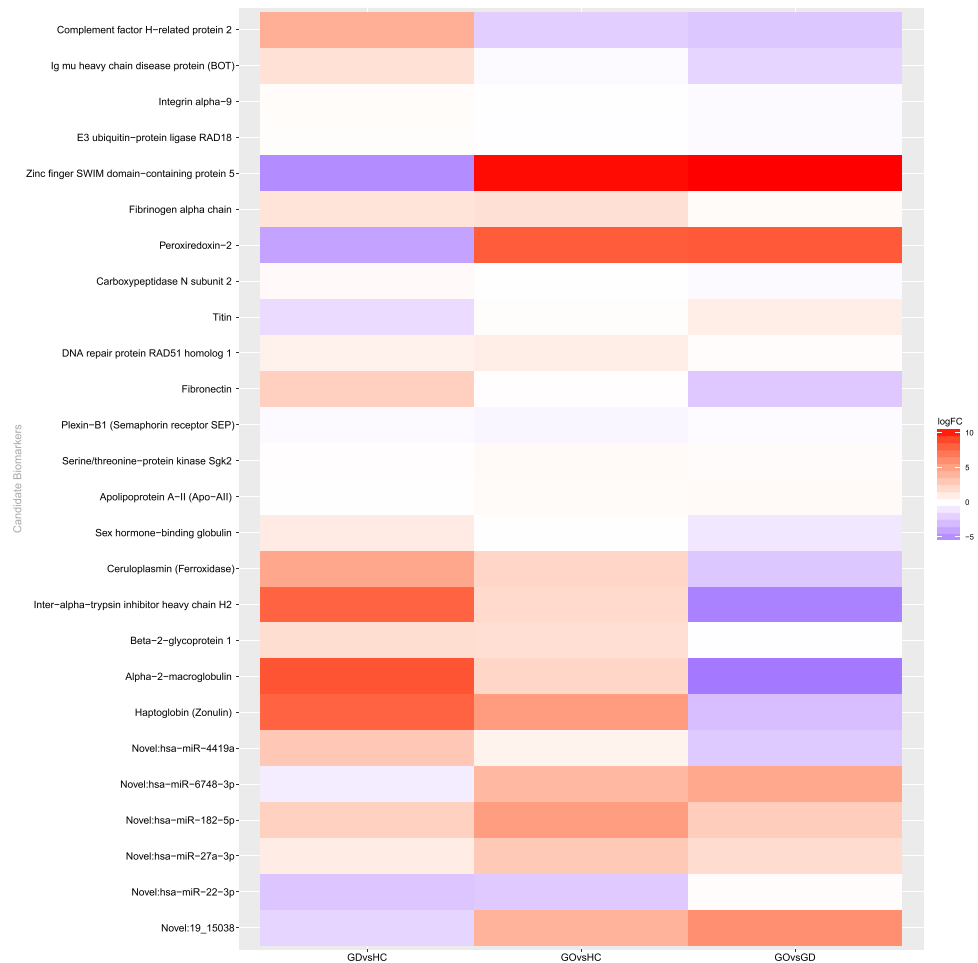 Complement factor H−related protein 2
Ig mu heavy chain disease protein (BOT)
Integrin alpha−9
E3 ubiquitin−protein ligase RAD18
Zinc finger SWIM domain−containing protein 5
Fibrinogen alpha chain
Peroxiredoxin−2
Carboxypeptidase N subunit 2
Titin
DNA repair protein RAD51 homolog 1
Fibronectin
Plexin−B1 (Semaphorin receptor SEP)
Serine/threonine−protein kinase Sgk2
Apolipoprotein A−II (Apo−AII)
Sex hormone−binding globulin
Ceruloplasmin (Ferroxidase)
Inter−alpha−trypsin inhibitor heavy chain H2
Beta−2−glycoprotein 1
Alpha−2−macroglobulin
Haptoglobin (Zonulin)
Novel:hsa−miR−4419a
Novel:hsa−miR−6748−3p
Novel:hsa−miR−182−5p
Novel:hsa−miR−27a−3p
Novel:hsa−miR−22−3p
Novel:19_15038
Candidate Biomarkers
GDvsHC
GOvsHC
GOvsGD
logFC
10
5
0
−5